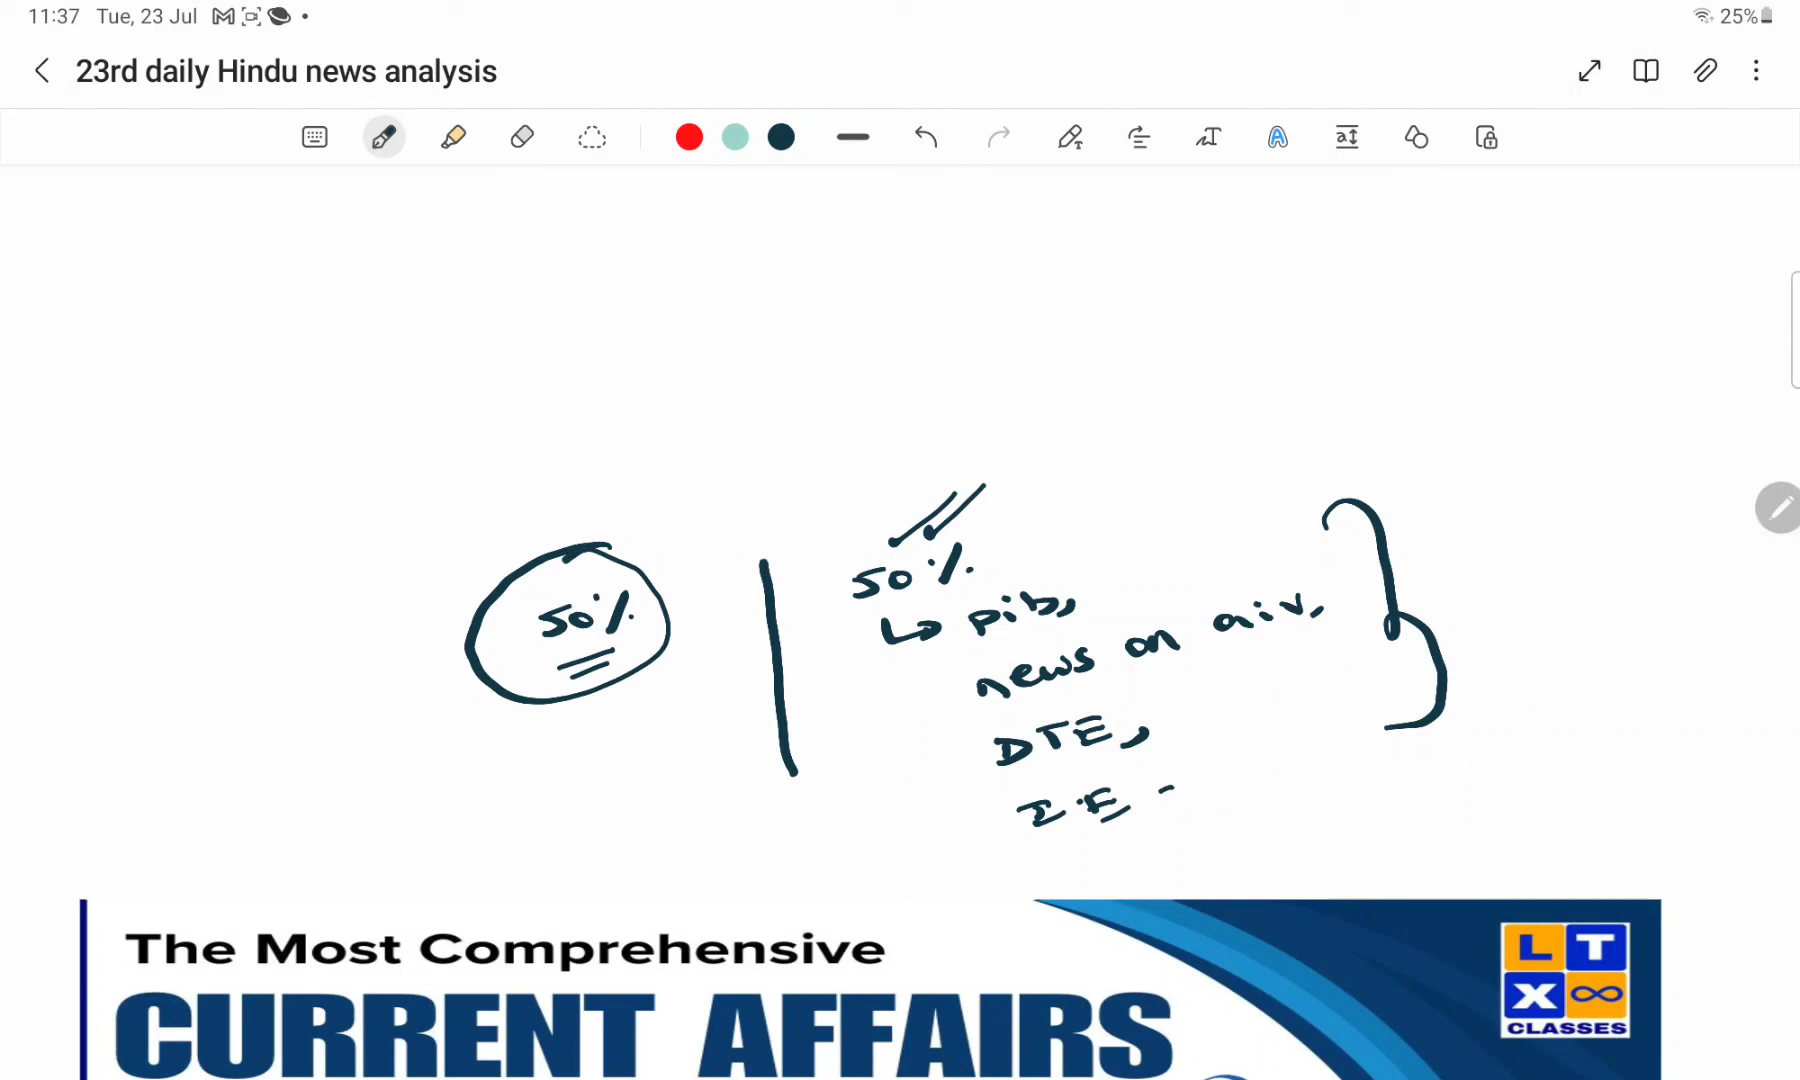 11:37 Tue, 23 Jul
25%
23rd daily Hindu news analysis
50%
50%
pib,
news on air,
DTE,
I.E -
The Most Comprehensive
CURRENT AFFAIRS
L T
X ∞
CLASSES